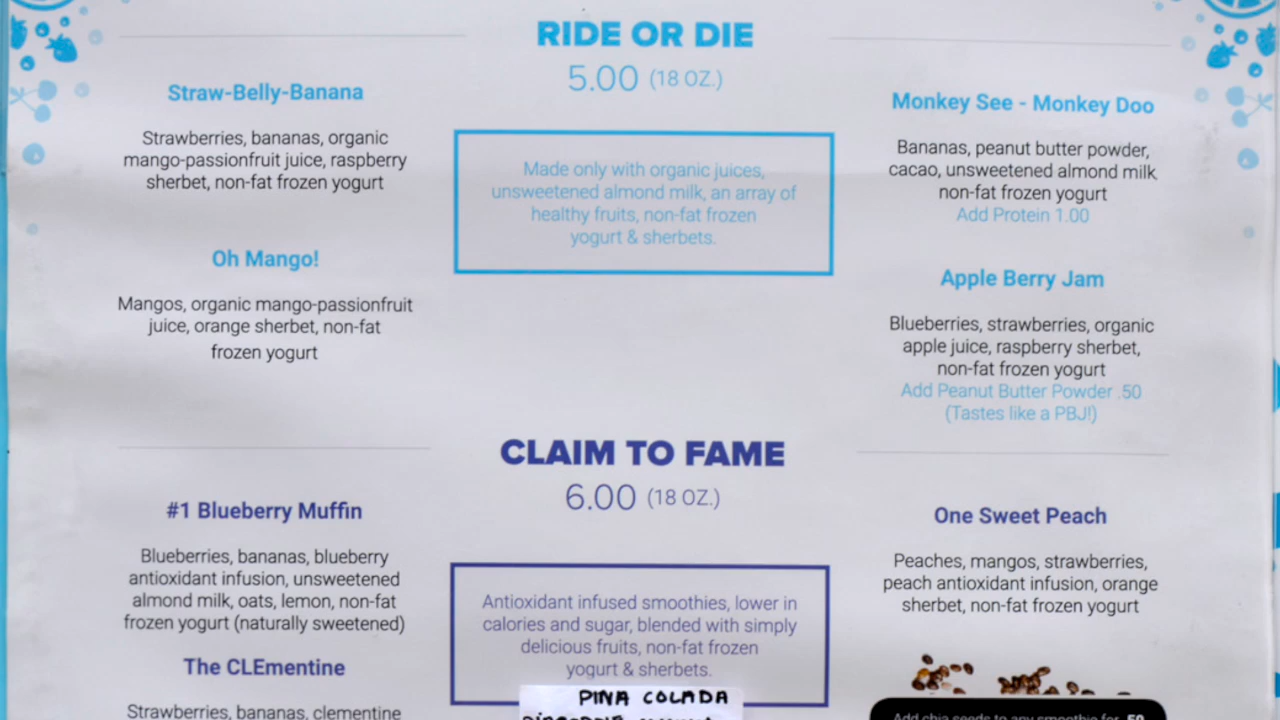 RIDE OR DIE
5.00 (18 OZ.)
Straw-Belly-Banana
Strawberries, bananas, organic
mango-passionfruit juice, raspberry
sherbet, non-fat frozen yogurt
Oh Mango!
Mangos, organic mango-passionfruit
juice, orange sherbet, non-fat
frozen yogurt
Made only with organic juices,
unsweetened almond milk, an array of
healthy fruits, non-fat frozen
yogurt & sherbets.
Monkey See - Monkey Doo
Bananas, peanut butter powder,
cacao, unsweetened almond milk
non-fat frozen yogurt
Add Protein 1.00
Apple Berry Jam
Blueberries, strawberries, organic
apple juice, raspberry sherbet,
non-fat frozen yogurt
Add Peanut Butter Powder .50
(Tastes like a PBJ!)
CLAIM TO FAME
6.00 (18 OZ.)
#1 Blueberry Muffin
Blueberries, bananas, blueberry
antioxidant infusion, unsweetened
almond milk, oats, lemon, non-fat
frozen yogurt (naturally sweetened)
The CLEmentine
Strawberries, bananas, clementine
Antioxidant infused smoothies, lower in
calories and sugar, blended with simply
delicious fruits, non-fat frozen
yogurt & sherbets.
PINA COLADA
One Sweet Peach
Peaches, mangos, strawberries,
peach antioxidant infusion, orange
sherbet, non-fat frozen yogurt
Add chia seeds to any smoothie for .50